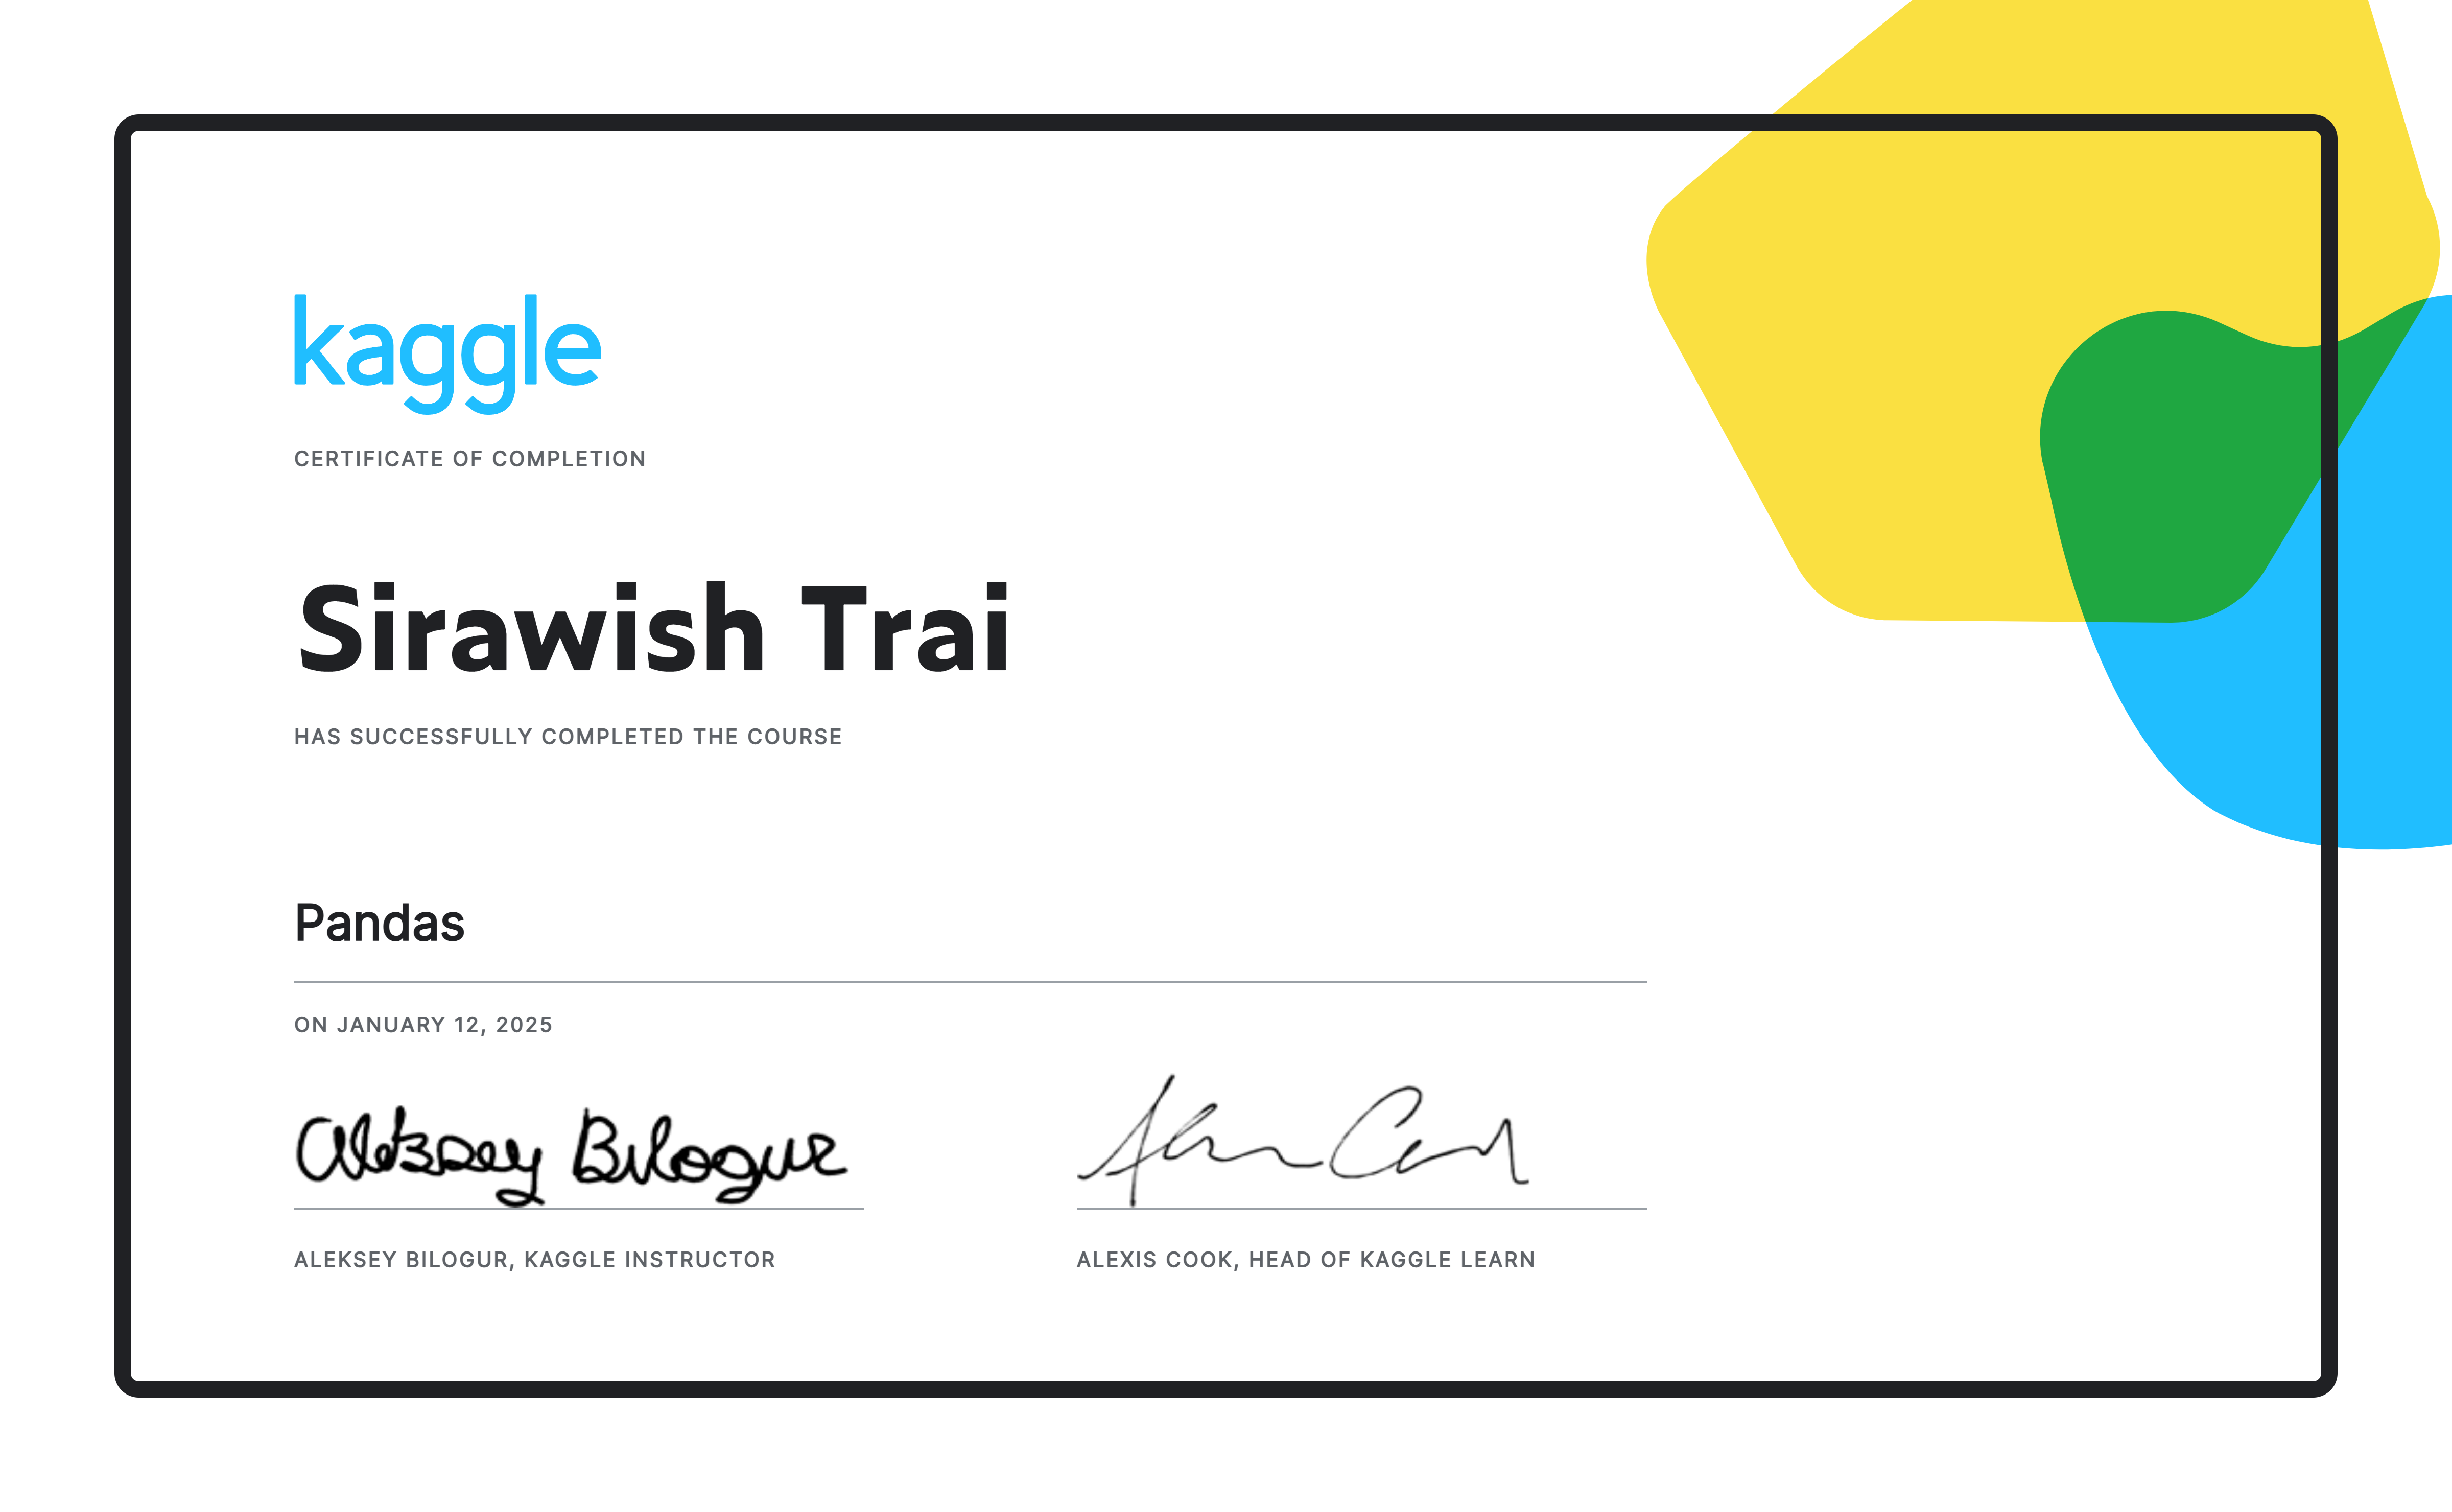 kaggle
CERTIFICATE OF COMPLETION
Sirawish Trai
HAS SUCCESSFULLY COMPLETED THE COURSE
Pandas
ON JANUARY 12, 2025
Aleksey Bilogur
ALEKSEY BILOGUR, KAGGLE INSTRUCTOR
ALEXIS COOK, HEAD OF KAGGLE LEARN